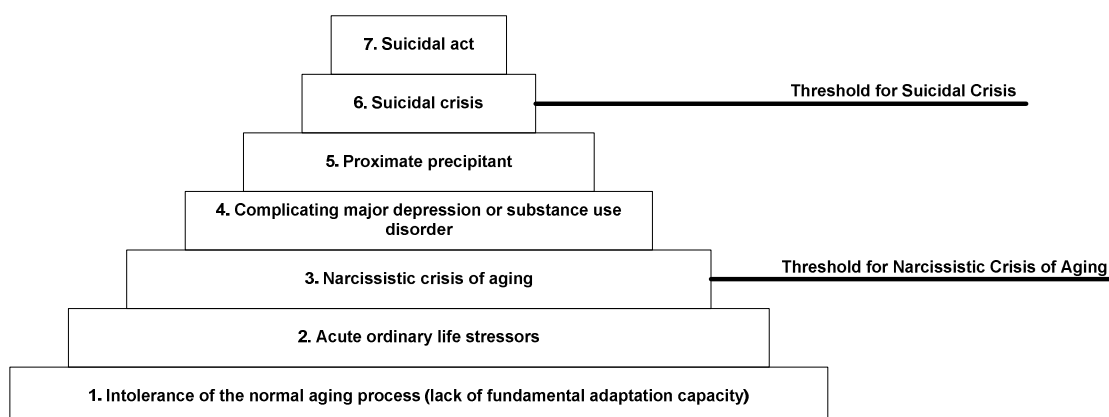 7. Suicidal act
6. Suicidal crisis
Threshold for Suicidal Crisis
5. Proximate precipitant
4. Complicating major depression or substance use
disorder
3. Narcissistic crisis of aging
Threshold for Narcissistic Crisis of Aging
2. Acute ordinary life stressors
1. Intolerance of the normal aging process (lack of fundamental adaptation capacity)